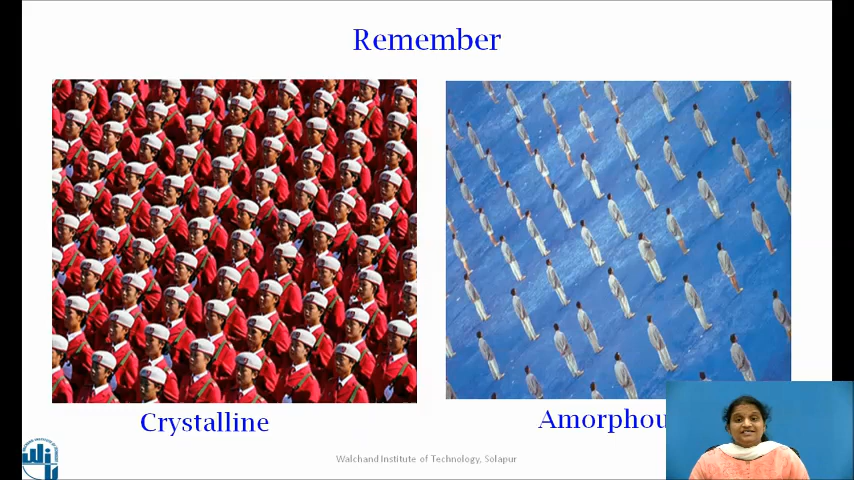 Remember
Crystalline
Amorphou
Walchand Institute of Technology, Solapur